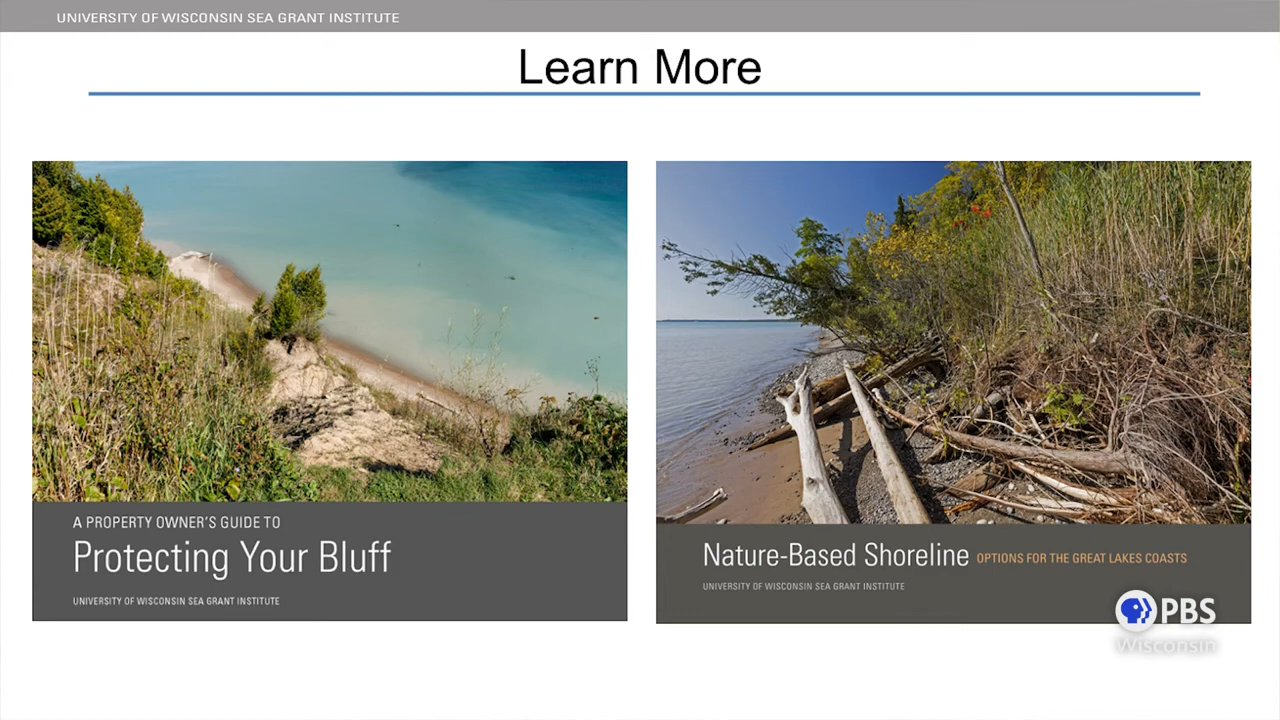 UNIVERSITY OF WISCONSIN SEA GRANT INSTITUTE
Learn More
A PROPERTY OWNER'S GUIDE TO
Protecting Your Bluff
UNIVERSITY OF WISCONSIN SEA GRANT INSTITUTE
Nature-Based Shoreline OPTIONS FOR THE GREAT LAKES COASTS
UNIVERSITY OF WISCONSIN SEA GRANT INSTITUTE
PBS
Wisconsin